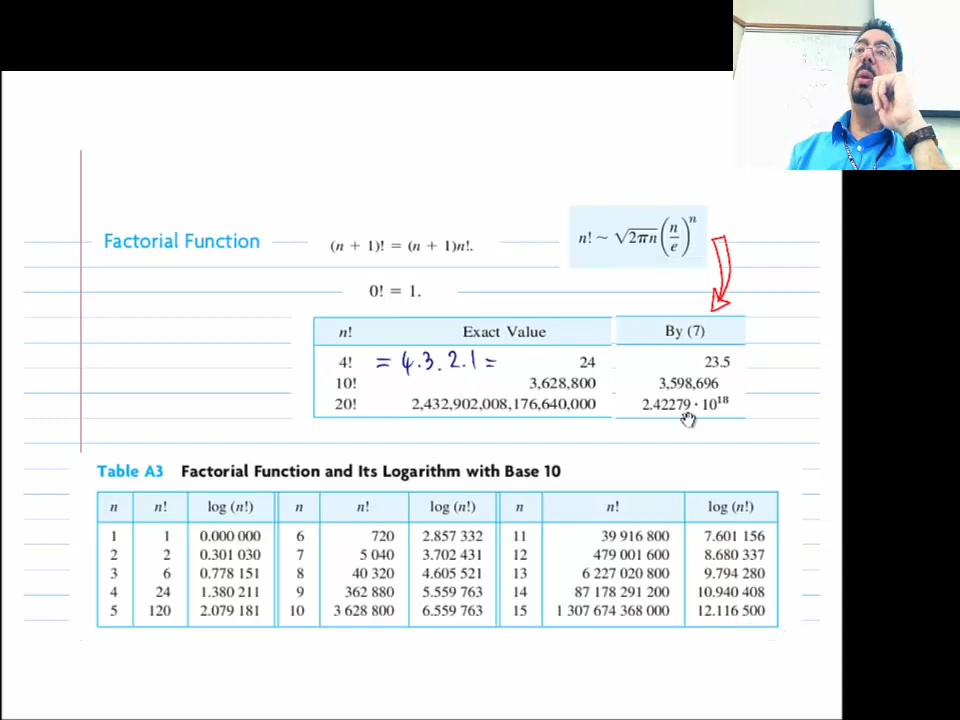 Factorial Function
(n + 1)! = (n + 1)n!.
n! ~ √2πn (n/e)^n
0! = 1.
n! Exact Value By (7)
4! = 4.3.2.1 = 24 23.5
10! 3,628,800 3,598,696
20! 2,432,902,008,176,640,000 2.42279 · 10^18
Table A3 Factorial Function and Its Logarithm with Base 10
n n! log (n!) n n! log (n!) n n! log (n!)
1 1 0.000 000 6 720 2.857 332 11 39 916 800 7.601 156
2 2 0.301 030 7 5 040 3.702 431 12 479 001 600 8.680 337
3 6 0.778 151 8 40 320 4.605 521 13 6 227 020 800 9.794 280
4 24 1.380 211 9 362 880 5.559 763 14 87 178 291 200 10.940 408
5 120 2.079 181 10 3 628 800 6.559 763 15 1 307 674 368 000 12.116 500